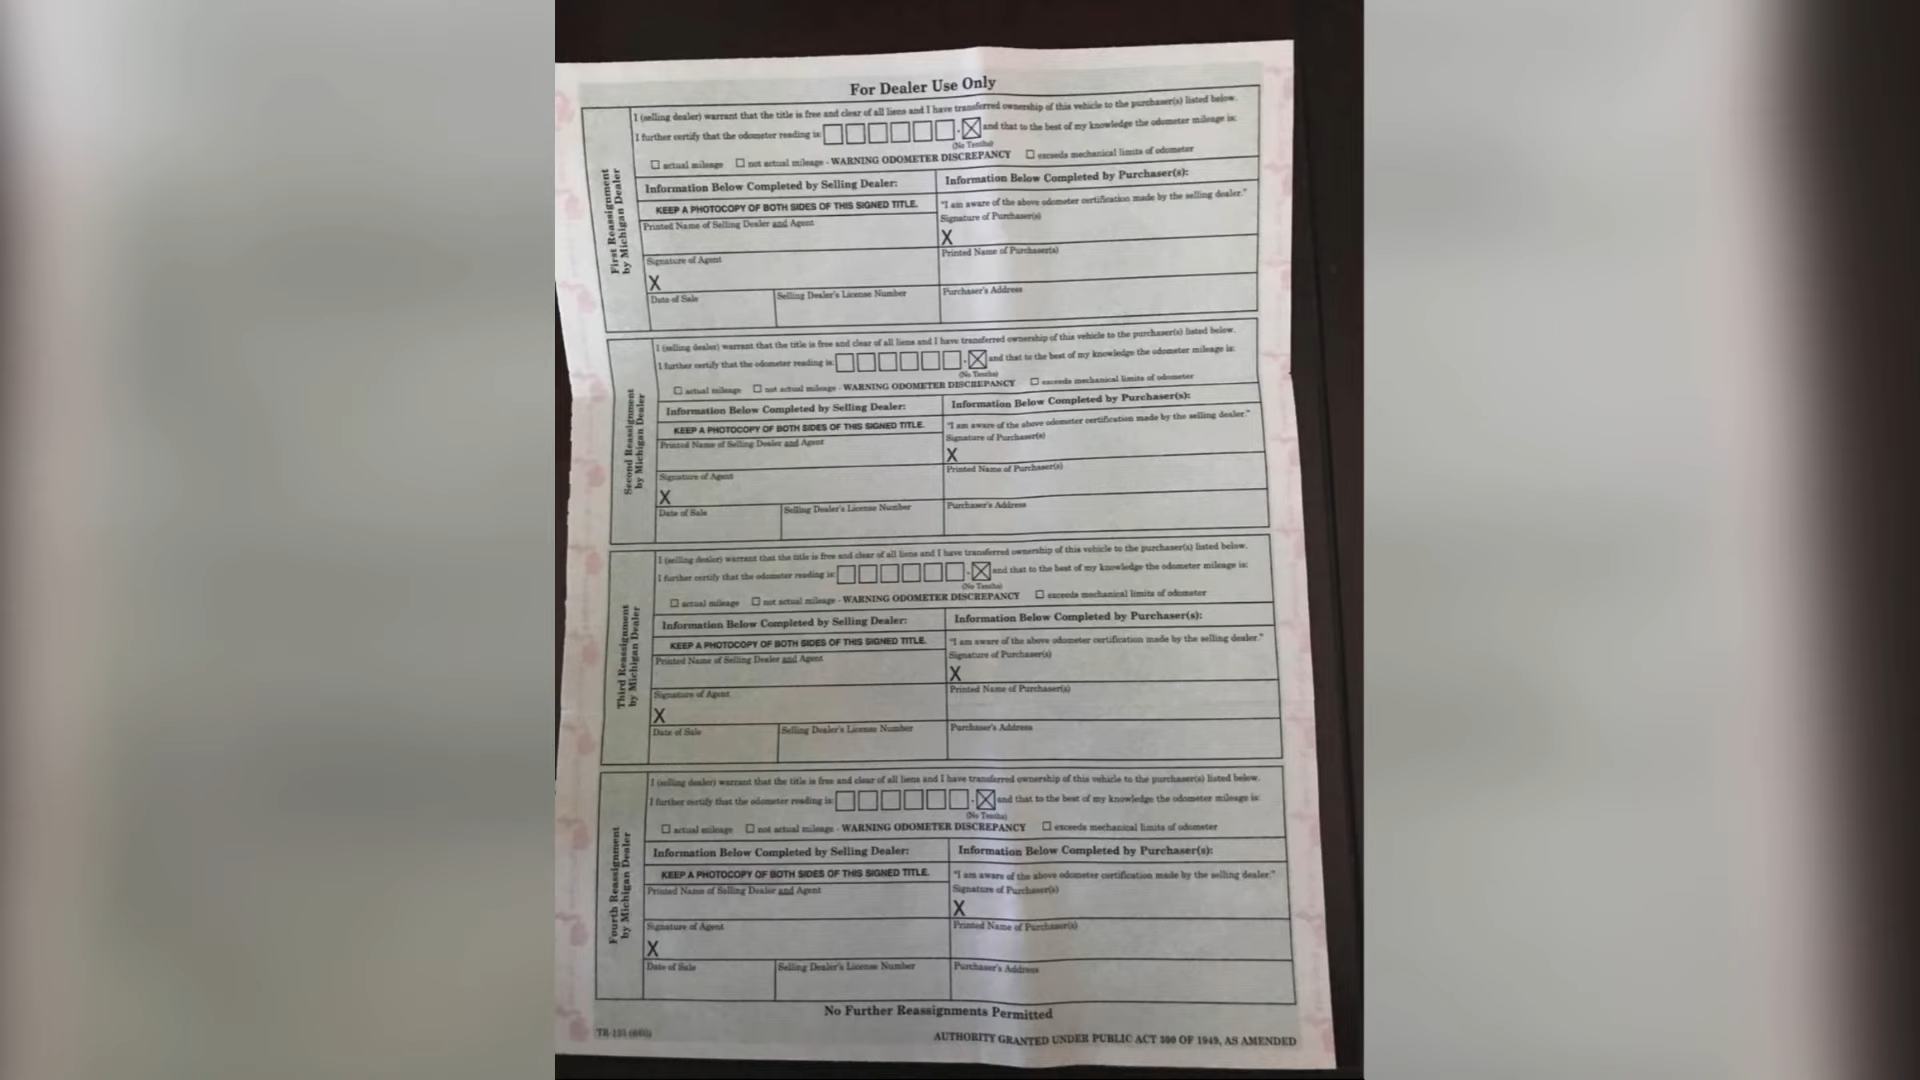 For Dealer Use Only
First Reassignment
by Michigan Dealer
I (selling dealer) warrant that the title is free and clear of all liens and I have transferred ownership of this vehicle to the purchaser(s) listed below.
I further certify that the odometer reading is: and that to the best of my knowledge the odometer mileage is:
(No Tenths)
actual mileage not actual mileage - WARNING ODOMETER DISCREPANCY exceeds mechanical limits of odometer
Information Below Completed by Selling Dealer:
KEEP A PHOTOCOPY OF BOTH SIDES OF THIS SIGNED TITLE.
Printed Name of Selling Dealer and Agent
Signature of Agent
X
Date of Sale
Selling Dealer's License Number
Information Below Completed by Purchaser(s):
"I am aware of the above odometer certification made by the selling dealer."
Signature of Purchaser(s)
X
Printed Name of Purchaser(s)
Purchaser's Address
Second Reassignment
by Michigan Dealer
I (selling dealer) warrant that the title is free and clear of all liens and I have transferred ownership of this vehicle to the purchaser(s) listed below.
I further certify that the odometer reading is: and that to the best of my knowledge the odometer mileage is:
(No Tenths)
actual mileage not actual mileage - WARNING ODOMETER DISCREPANCY exceeds mechanical limits of odometer
Information Below Completed by Selling Dealer:
KEEP A PHOTOCOPY OF BOTH SIDES OF THIS SIGNED TITLE.
Printed Name of Selling Dealer and Agent
Signature of Agent
X
Date of Sale
Selling Dealer's License Number
Information Below Completed by Purchaser(s):
"I am aware of the above odometer certification made by the selling dealer."
Signature of Purchaser(s)
X
Printed Name of Purchaser(s)
Purchaser's Address
Third Reassignment
by Michigan Dealer
I (selling dealer) warrant that the title is free and clear of all liens and I have transferred ownership of this vehicle to the purchaser(s) listed below.
I further certify that the odometer reading is: and that to the best of my knowledge the odometer mileage is:
(No Tenths)
actual mileage not actual mileage - WARNING ODOMETER DISCREPANCY exceeds mechanical limits of odometer
Information Below Completed by Selling Dealer:
KEEP A PHOTOCOPY OF BOTH SIDES OF THIS SIGNED TITLE.
Printed Name of Selling Dealer and Agent
Signature of Agent
X
Date of Sale
Selling Dealer's License Number
Information Below Completed by Purchaser(s):
"I am aware of the above odometer certification made by the selling dealer."
Signature of Purchaser(s)
X
Printed Name of Purchaser(s)
Purchaser's Address
Fourth Reassignment
by Michigan Dealer
I (selling dealer) warrant that the title is free and clear of all liens and I have transferred ownership of this vehicle to the purchaser(s) listed below.
I further certify that the odometer reading is: and that to the best of my knowledge the odometer mileage is:
(No Tenths)
actual mileage not actual mileage - WARNING ODOMETER DISCREPANCY exceeds mechanical limits of odometer
Information Below Completed by Selling Dealer:
KEEP A PHOTOCOPY OF BOTH SIDES OF THIS SIGNED TITLE.
Printed Name of Selling Dealer and Agent
Signature of Agent
X
Date of Sale
Selling Dealer's License Number
Information Below Completed by Purchaser(s):
"I am aware of the above odometer certification made by the selling dealer."
Signature of Purchaser(s)
X
Printed Name of Purchaser(s)
Purchaser's Address
No Further Reassignments Permitted
AUTHORITY GRANTED UNDER PUBLIC ACT 300 OF 1949, AS AMENDED